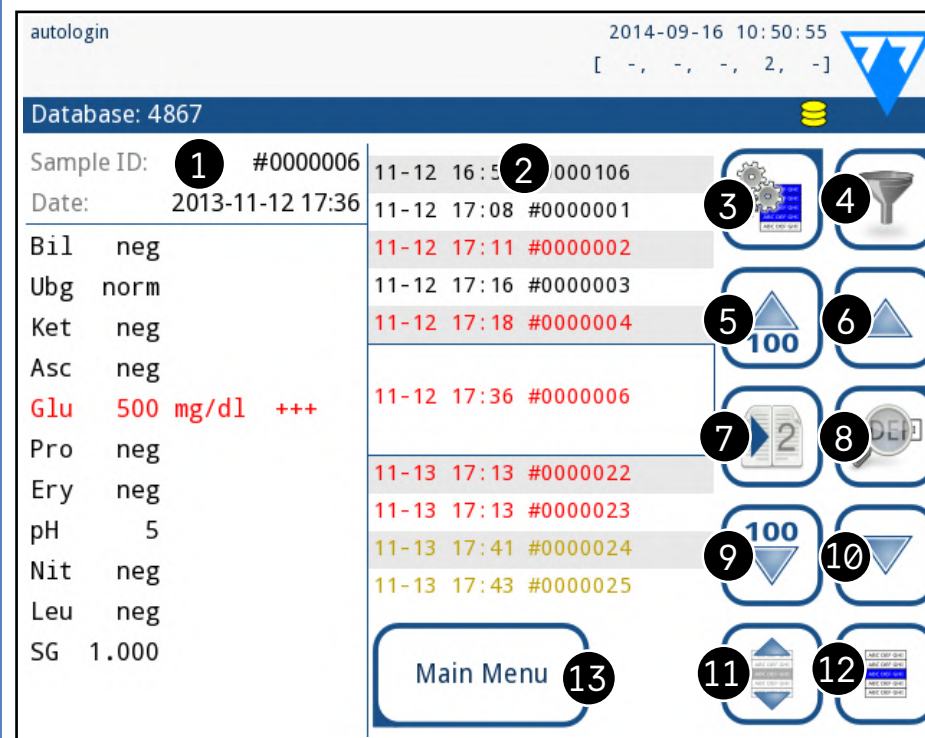 autologin
2014-09-16 10:50:55
[ -, -, -, 2, -]
77
Database: 4867
Sample ID: 1 #0000006
Date: 2013-11-12 17:36
Bil neg
Ubg norm
Ket neg
Asc neg
Glu 500 mg/dl +++
Pro neg
Ery neg
pH 5
Nit neg
Leu neg
SG 1.000
11-12 16:5 2 000106
11-12 17:08 #0000001
11-12 17:11 #0000002
11-12 17:16 #0000003
11-12 17:18 #0000004
11-12 17:36 #0000006
11-13 17:13 #0000022
11-13 17:13 #0000023
11-13 17:41 #0000024
11-13 17:43 #0000025
Main Menu 13
3
4
5 100
6
7 2
8 DEF
9 100
10
11
12